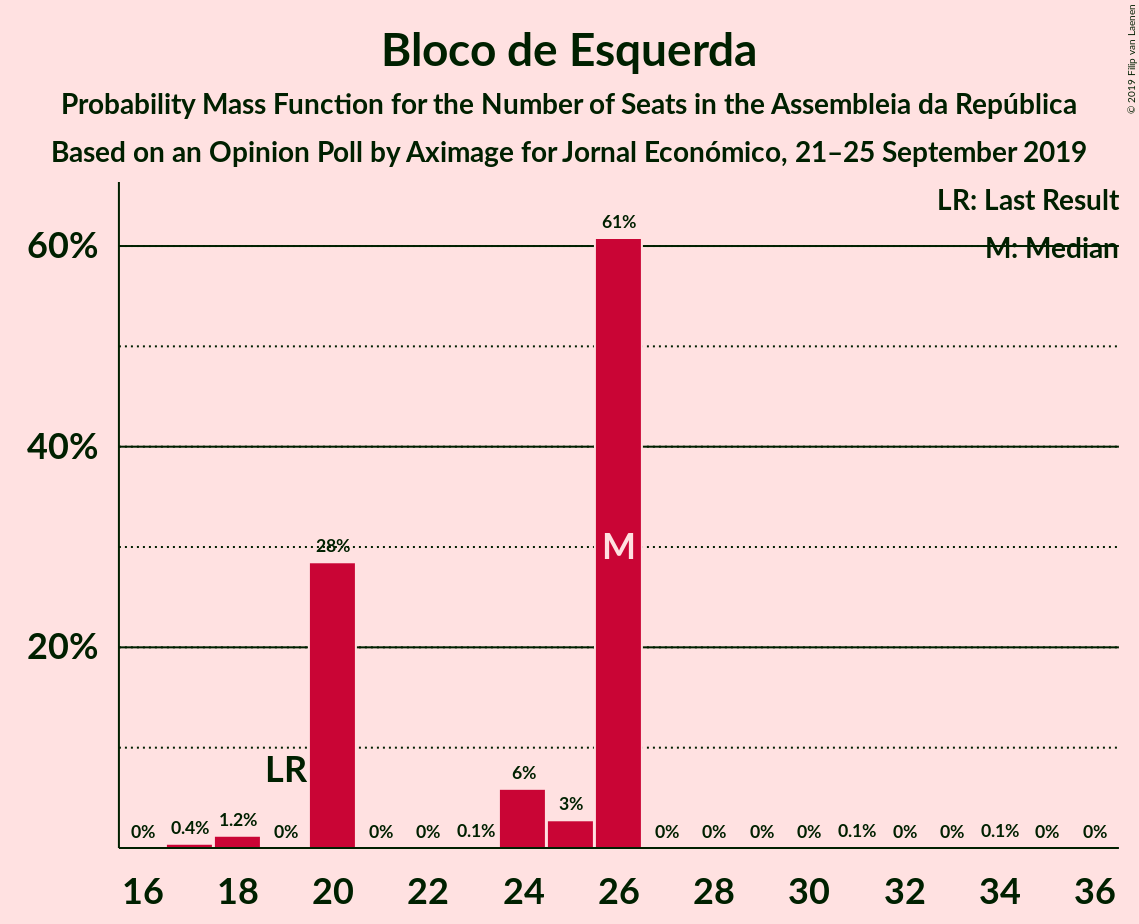 Bloco de Esquerda
Probability Mass Function for the Number of Seats in the Assembleia da República
Based on an Opinion Poll by Aximage for Jornal Económico, 21–25 September 2019
© 2019 Filip van Laenen
LR: Last Result
M: Median
60%
40%
20%
0% 0.4% 1.2% 0% 28% 0% 0% 0.1% 6% 3% 61% 0% 0% 0% 0% 0.1% 0% 0% 0.1% 0% 0%
LR
M
16 18 20 22 24 26 28 30 32 34 36